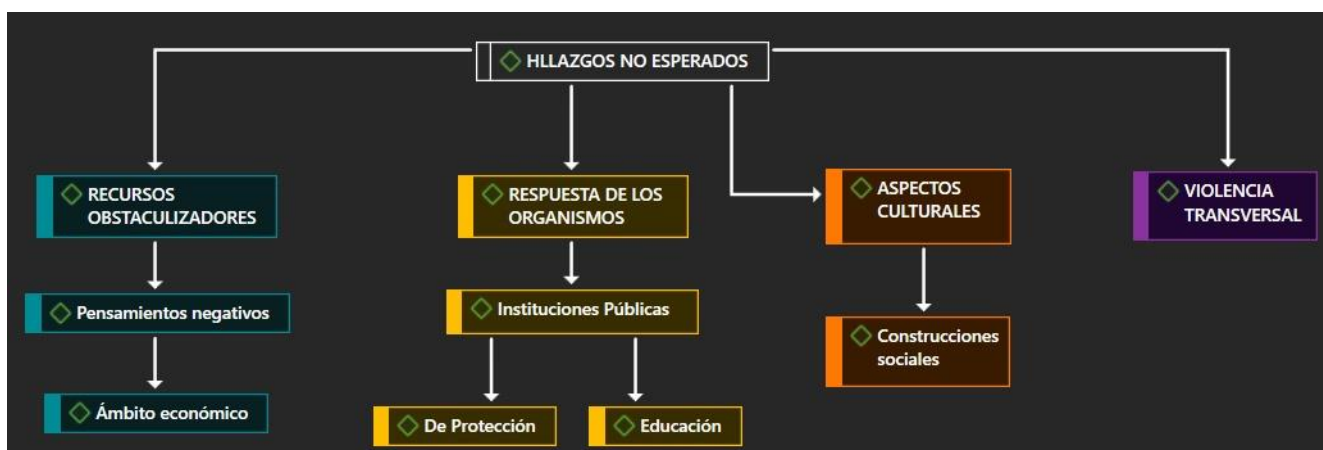 HLLAZGOS NO ESPERADOS
RECURSOS
OBSTACULIZADORES
RESPUESTA DE LOS
ORGANISMOS
ASPECTOS
CULTURALES
VIOLENCIA
TRANSVERSAL
Pensamientos negativos
Instituciones Públicas
Construcciones
sociales
Ámbito económico
De Protección
Educación